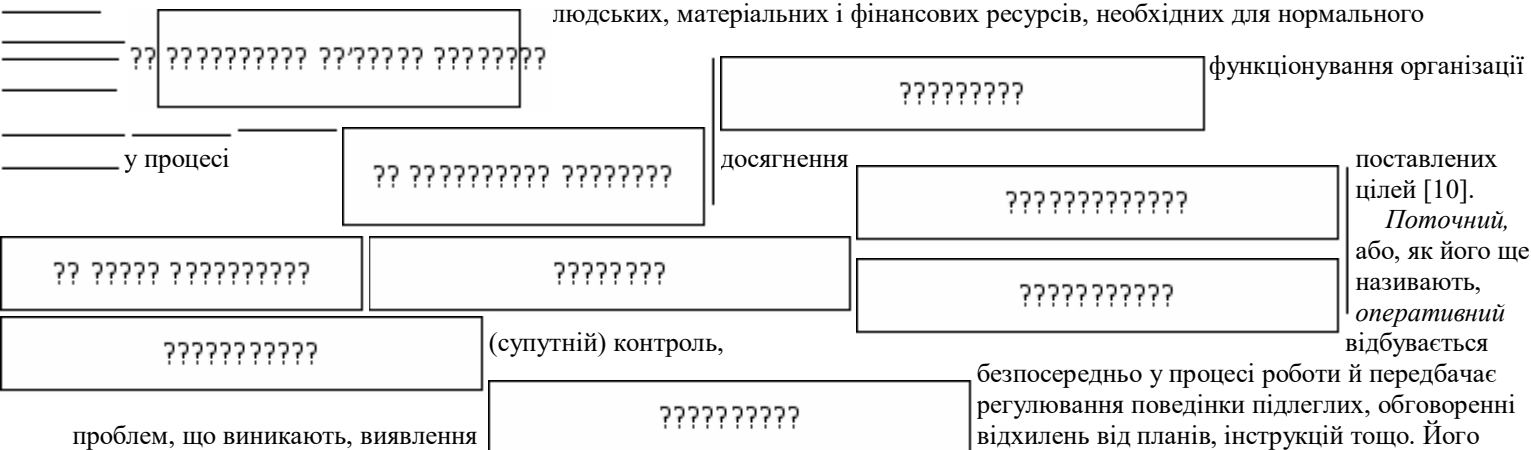 людських, матеріальних і фінансових ресурсів, необхідних для нормального
?? ?????????? ??’????? ????????
функціонування організації
?????????
у процесі
?? ?????????? ????????
досягнення
?????????????
поставлених
цілей [10].
Поточний,
або, як його ще
називають,
оперативний
?? ????? ??????????
????????
???????????
???????????
(супутній) контроль,
відбувається
безпосередньо у процесі роботи й передбачає
регулювання поведінки підлеглих, обговоренні
??????????
проблем, що виникають, виявлення
відхилень від планів, інструкцій тощо. Його